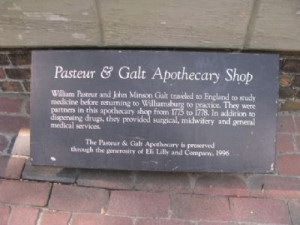 Pasteur & Galt Apothecary Shop
William Pasteur and John Minson Galt traveled to England to study
medicine before returning to Williamsburg to practice. They were
partners in this apothecary shop from 1775 to 1778. In addition to
dispensing drugs, they provided surgical, midwifery and general
medical services.
The Pasteur & Galt Apothecary is preserved
through the generosity of Eli Lilly and Company, 1996